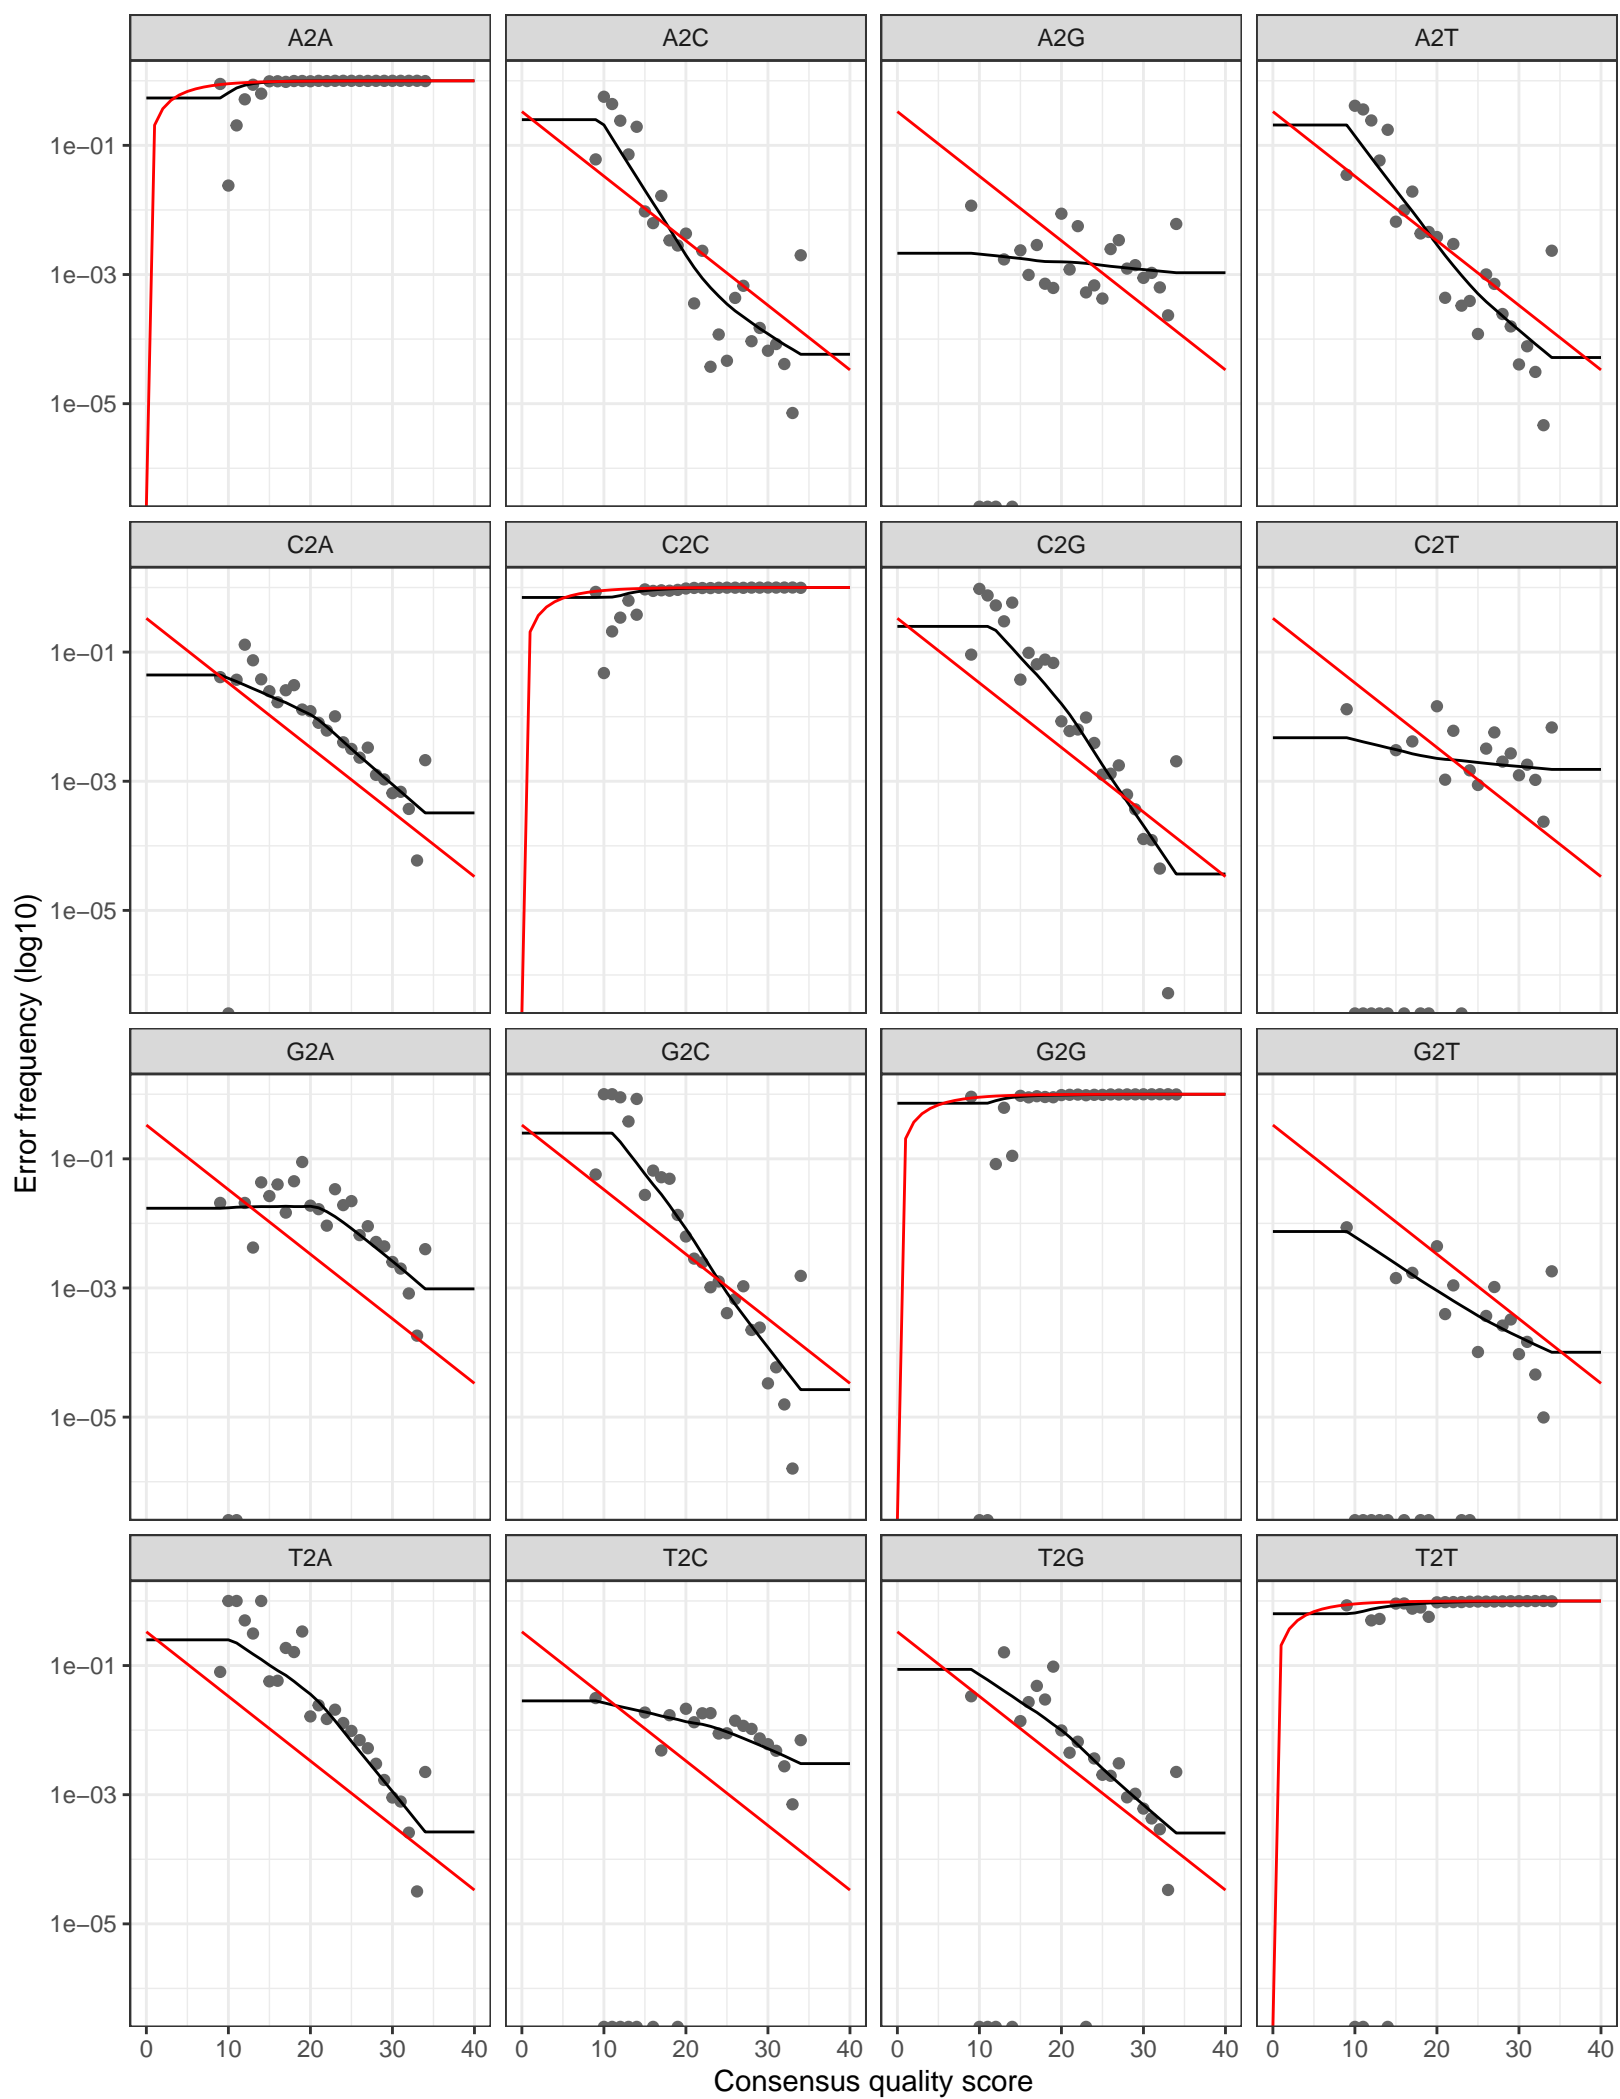 A2A A2C A2G A2T
1e−01
1e−03
1e−05
C2A C2C C2G C2T
1e−01
1e−03
1e−05
G2A G2C G2G G2T
1e−01
1e−03
1e−05
T2A T2C T2G T2T
1e−01
1e−03
1e−05
0 10 20 30 40 0 10 20 30 40 0 10 20 30 40 0 10 20 30 40
Consensus quality score
Error frequency (log10)